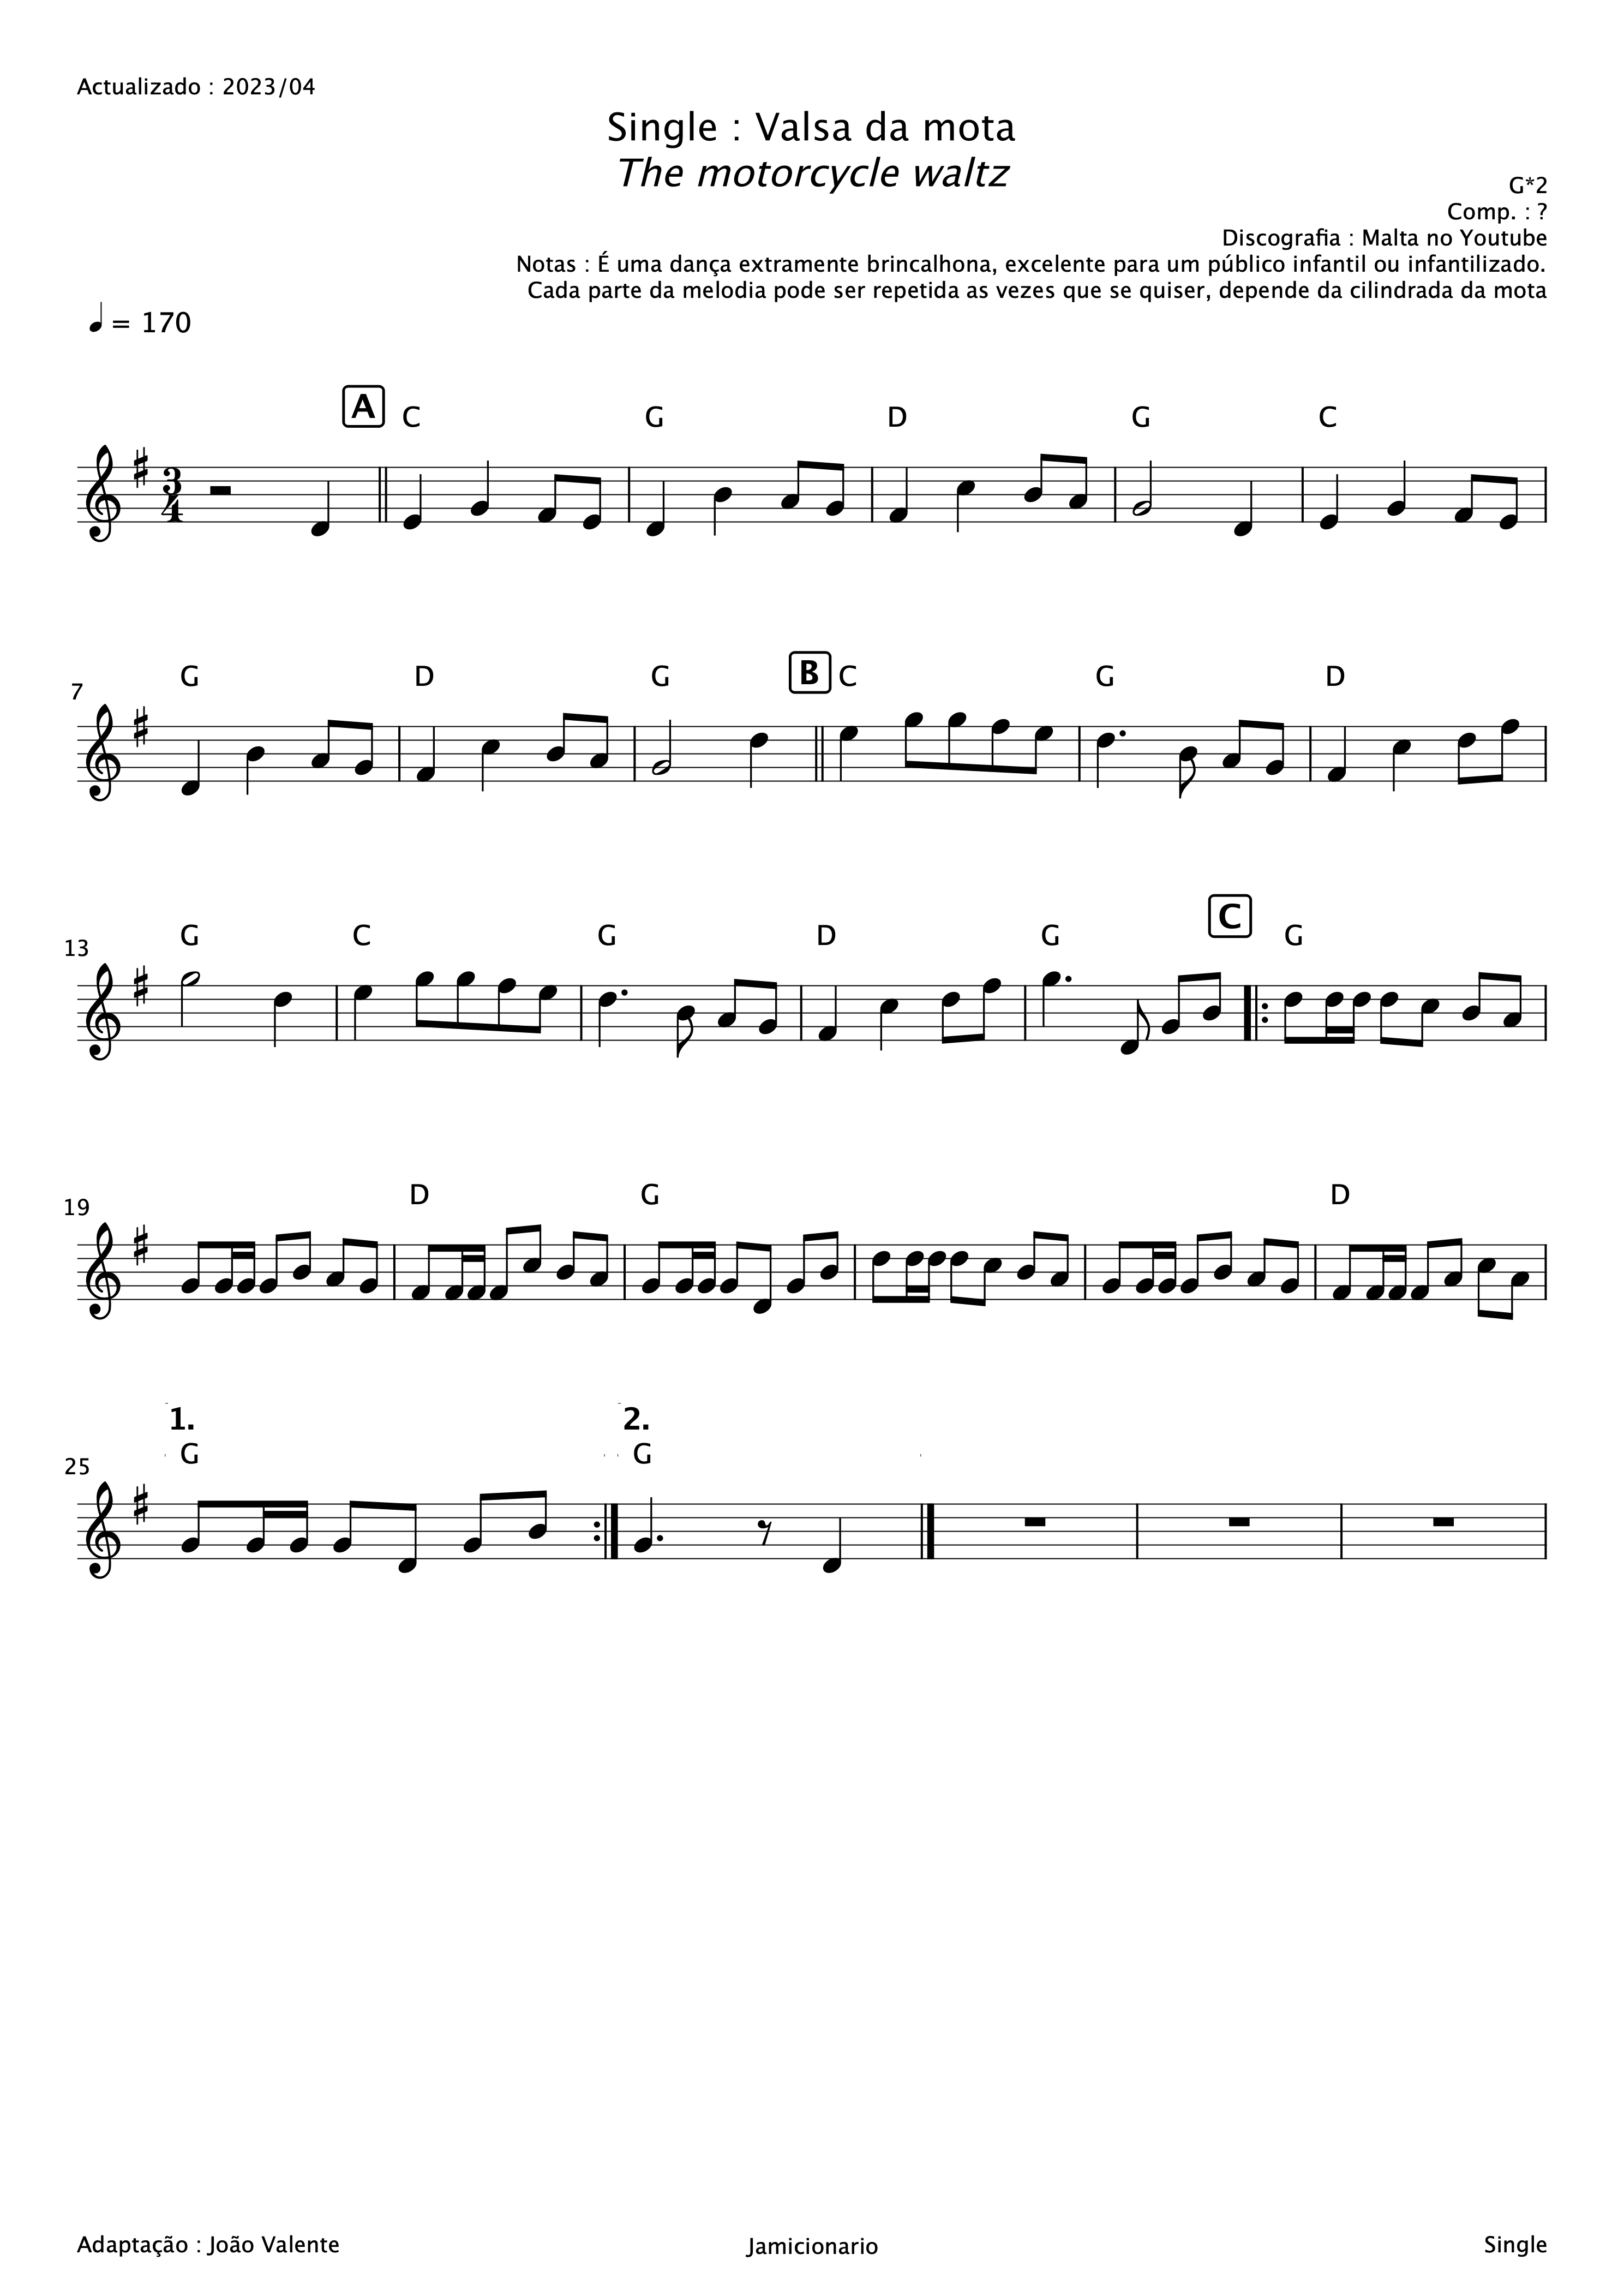 Actualizado : 2023/04
Single : Valsa da mota
The motorcycle waltz
G*2
Comp. : ?
Discografia : Malta no Youtube
Notas : É uma dança extramente brincalhona, excelente para um público infantil ou infantilizado.
Cada parte da melodia pode ser repetida as vezes que se quiser, depende da cilindrada da mota
= 170
A C G D G C
3
4
7 G D G B C G D
13 G C G D G C G
19 D G D
1. 2.
25 G G
Adaptação : João Valente Jamicionario Single